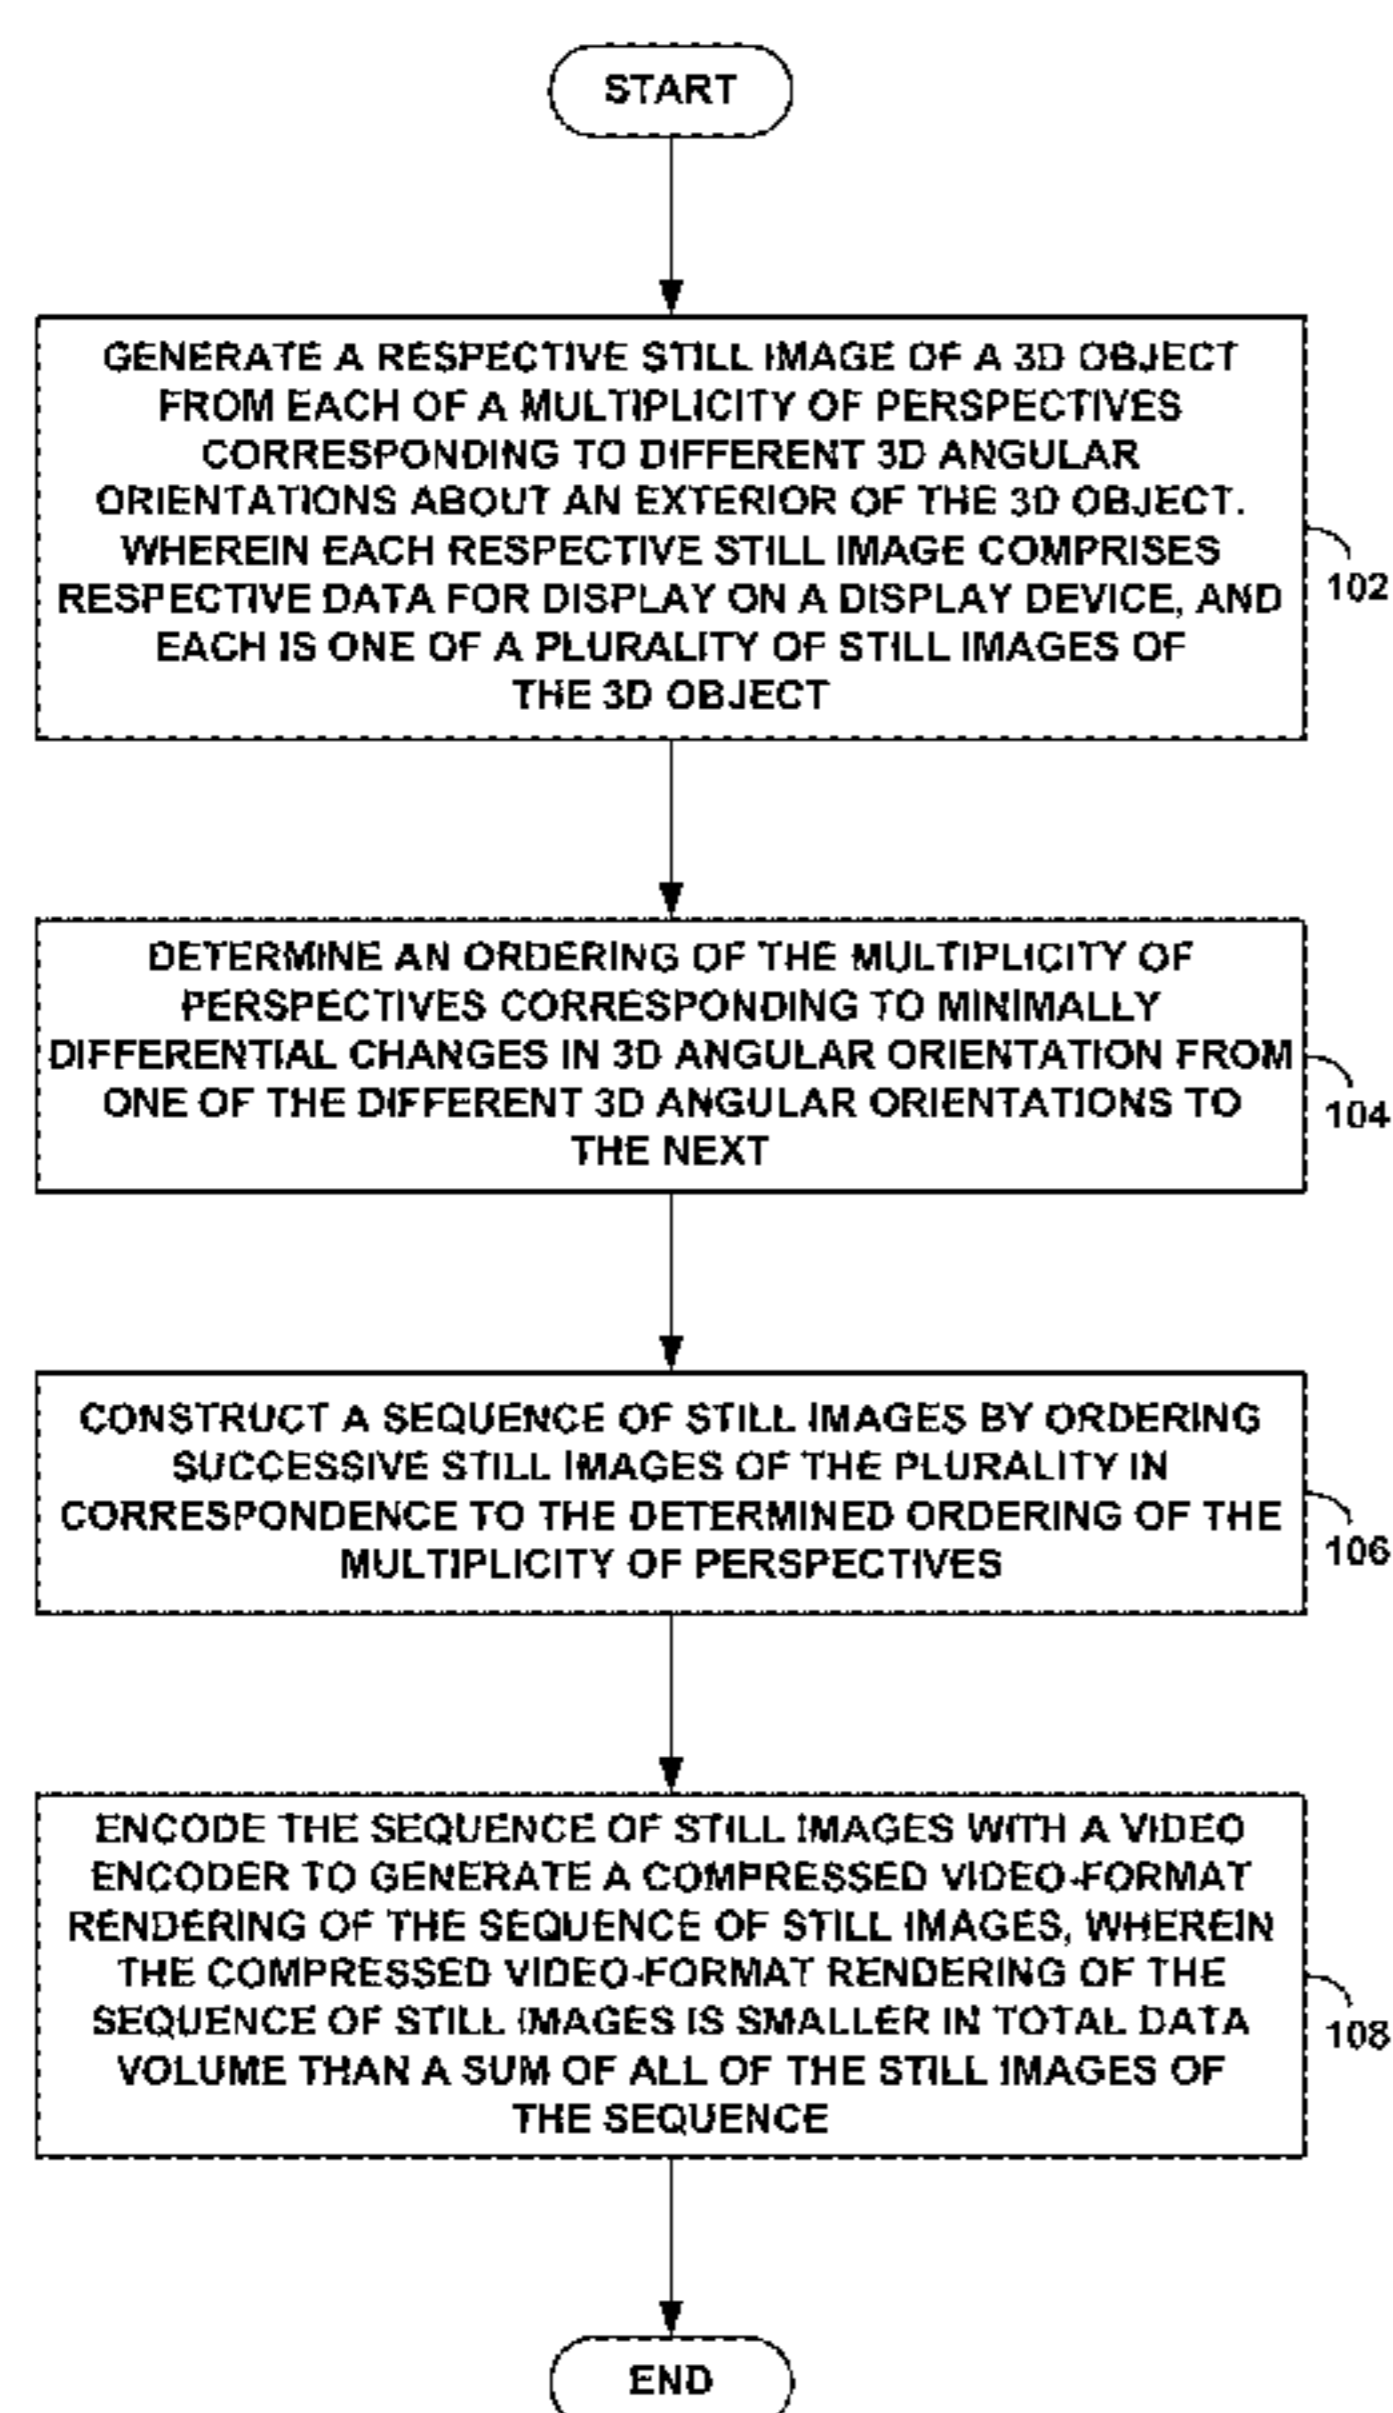 START
GENERATE A RESPECTIVE STILL IMAGE OF A 3D OBJECT
FROM EACH OF A MULTIPLICITY OF PERSPECTIVES
CORRESPONDING TO DIFFERENT 3D ANGULAR
ORIENTATIONS ABOUT AN EXTERIOR OF THE 3D OBJECT.
WHEREIN EACH RESPECTIVE STILL IMAGE COMPRISES
RESPECTIVE DATA FOR DISPLAY ON A DISPLAY DEVICE, AND
EACH IS ONE OF A PLURALITY OF STILL IMAGES OF
THE 3D OBJECT
102
DETERMINE AN ORDERING OF THE MULTIPLICITY OF
PERSPECTIVES CORRESPONDING TO MINIMALLY
DIFFERENTIAL CHANGES IN 3D ANGULAR ORIENTATION FROM
ONE OF THE DIFFERENT 3D ANGULAR ORIENTATIONS TO
THE NEXT
104
CONSTRUCT A SEQUENCE OF STILL IMAGES BY ORDERING
SUCCESSIVE STILL IMAGES OF THE PLURALITY IN
CORRESPONDENCE TO THE DETERMINED ORDERING OF THE
MULTIPLICITY OF PERSPECTIVES
106
ENCODE THE SEQUENCE OF STILL IMAGES WITH A VIDEO
ENCODER TO GENERATE A COMPRESSED VIDEO-FORMAT
RENDERING OF THE SEQUENCE OF STILL IMAGES, WHEREIN
THE COMPRESSED VIDEO-FORMAT RENDERING OF THE
SEQUENCE OF STILL IMAGES IS SMALLER IN TOTAL DATA
VOLUME THAN A SUM OF ALL OF THE STILL IMAGES OF
THE SEQUENCE
108
END